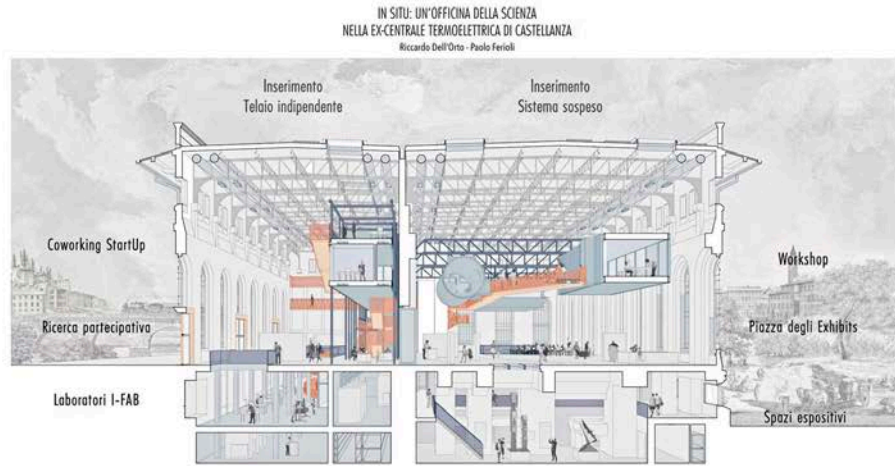 IN SITU: UN'OFFICINA DELLA SCIENZA
NELLA EX-CENTRALE TERMOELETTRICA DI CASTELLANZA
Riccardo Dell'Orto - Paolo Ferioli
Inserimento
Telaio indipendente
Inserimento
Sistema sospeso
Coworking StartUp
Workshop
Ricerca partecipativa
Piazza degli Exhibits
Laboratori I-FAB
Spazi espositivi